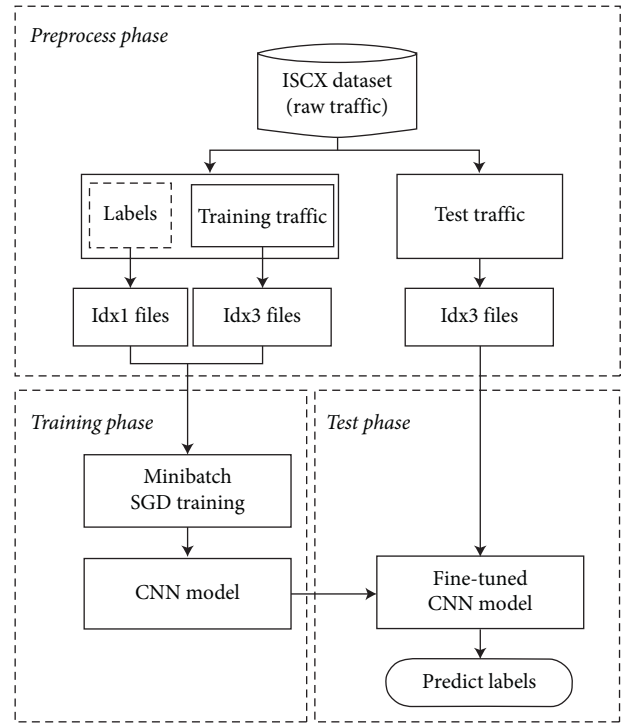 Preprocess phase
ISCX dataset
(raw traffic)
Labels
Training traffic
Test traffic
Idx1 files
Idx3 files
Idx3 files
Training phase
Test phase
Minibatch
SGD training
CNN model
Fine-tuned
CNN model
Predict labels